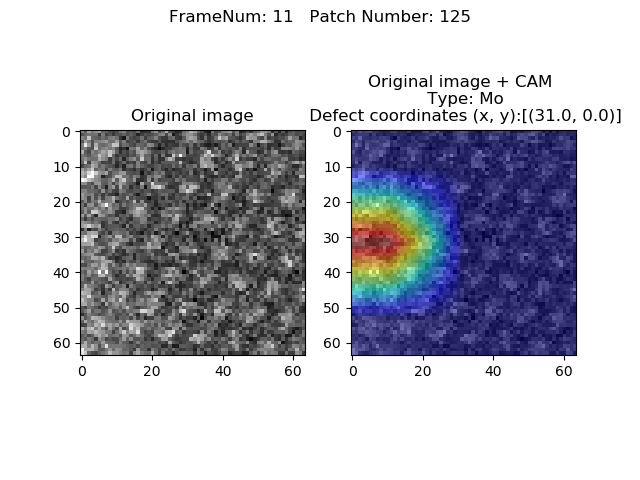 FrameNum: 11   Patch Number: 125
Original image
0
10
20
30
40
50
60
0 20 40 60
Original image + CAM
Type: Mo
Defect coordinates (x, y):[(31.0, 0.0)]
0
10
20
30
40
50
60
0 20 40 60